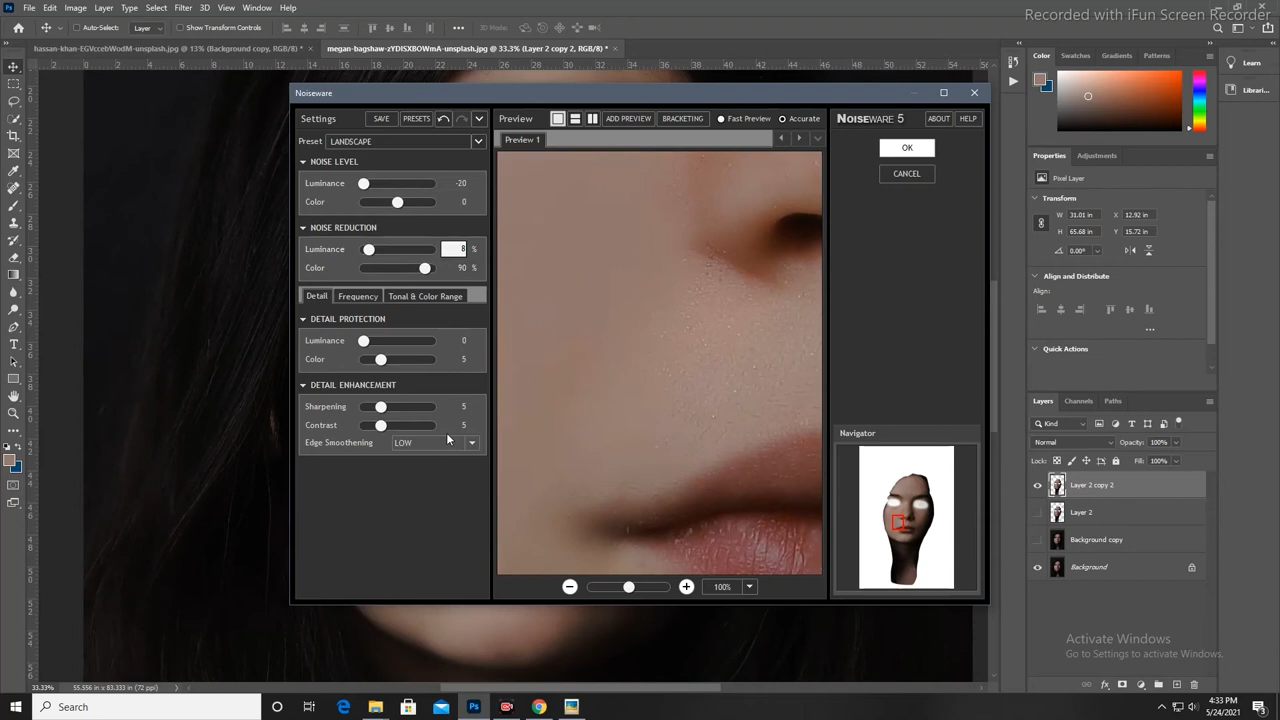 File Edit Image Layer Type Select Filter 3D View Window Help
Recorded with iFun Screen Recorder
Auto-Select: Layer Show Transform Controls 3D Mode:
hassan-khan-EGVccebWodM-unsplash.jpg @ 13% (Background copy, RGB/8) *
megan-bagshaw-zYDISXBOWmA-unsplash.jpg @ 33.3% (Layer 2 copy 2, RGB/8) *
Color Swatches Gradients Patterns
Learn
Librari...
Noiseware
Settings SAVE PRESETS
Preview ADD PREVIEW BRACKETING Fast Preview Accurate
NOISEWARE 5 ABOUT HELP
Preset LANDSCAPE
Preview 1
OK
CANCEL
NOISE LEVEL
Luminance -20
Color 0
NOISE REDUCTION
Luminance 8 %
Color 90 %
Detail Frequency Tonal & Color Range
DETAIL PROTECTION
Luminance 0
Color 5
DETAIL ENHANCEMENT
Sharpening 5
Contrast 5
Edge Smoothening LOW
Navigator
100%
Properties Adjustments
Pixel Layer
Transform
W 31.01 in X 12.92 in
H 65.68 in Y 15.72 in
0.00°
Align and Distribute
Align:
Quick Actions
Layers Channels Paths
Kind
Normal Opacity: 100%
Lock: Fill: 100%
Layer 2 copy 2
Layer 2
Background copy
Background
Activate Windows
Go to Settings to activate Windows.
33.33% 55.556 in x 83.333 in (72 ppi)
Search
4:33 PM
5/24/2021